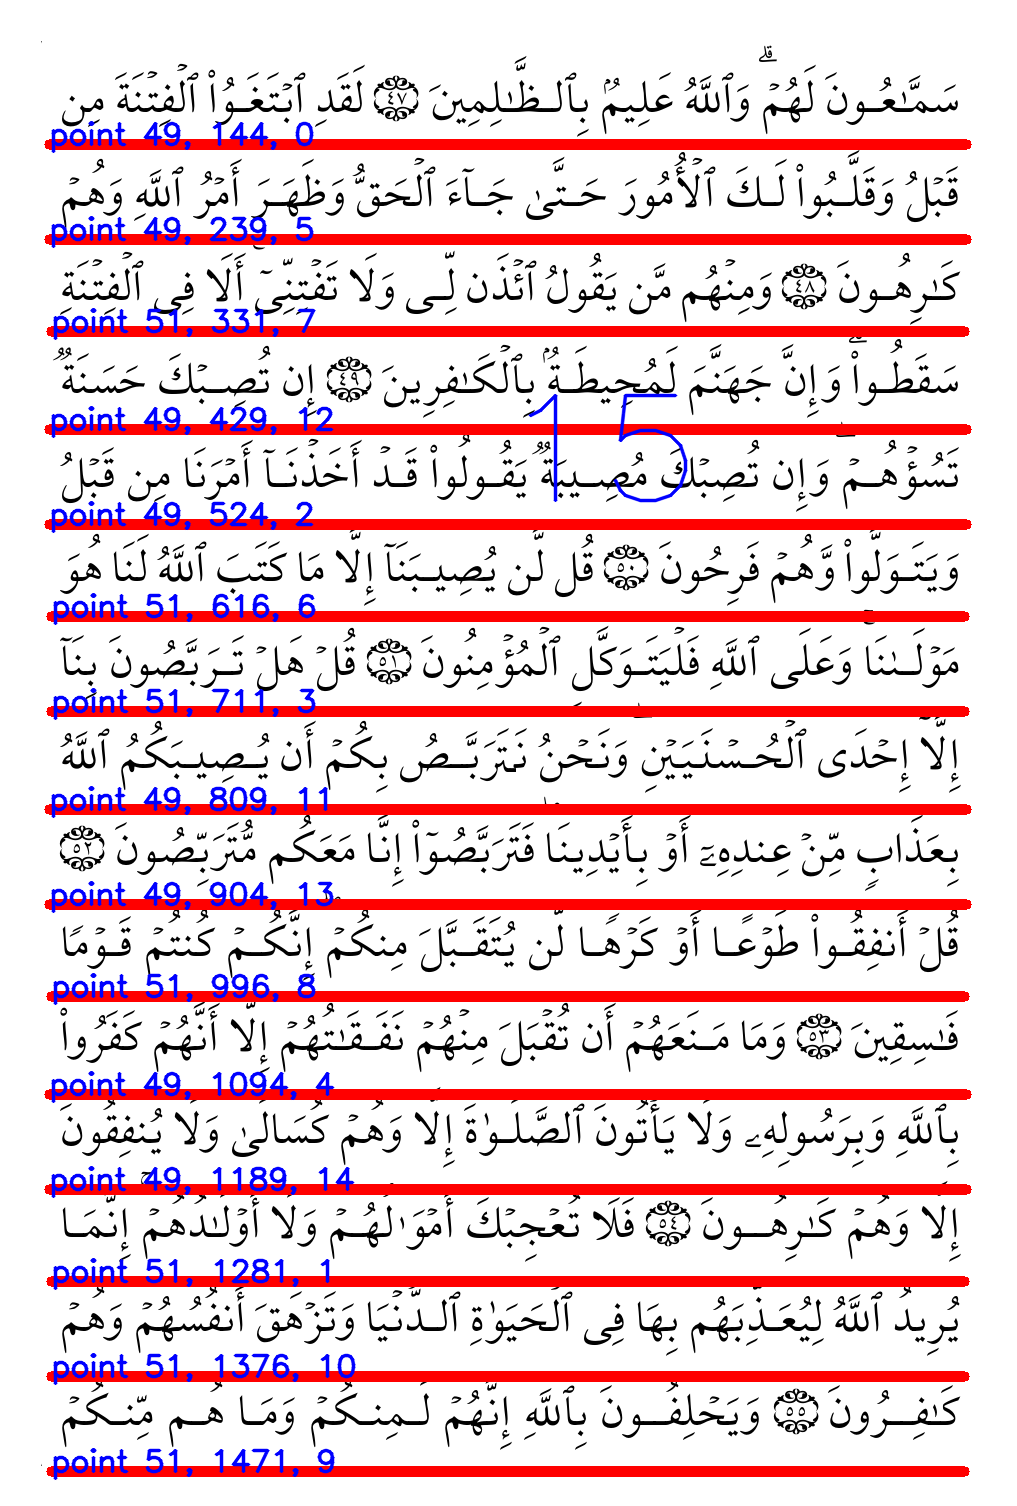 سَمَّٰعُونَ لَهُمۡۗ وَٱللَّهُ عَلِيمُۢ بِٱلظَّٰلِمِينَ ٤٧ لَقَدِ ٱبۡتَغَوُاْ ٱلۡفِتۡنَةَ مِن
point 49, 144, 0
قَبۡلُ وَقَلَّبُواْ لَكَ ٱلۡأُمُورَ حَتَّىٰ جَآءَ ٱلۡحَقُّ وَظَهَرَ أَمۡرُ ٱللَّهِ وَهُمۡ
point 49, 239, 5
كَٰرِهُونَ ٤٨ وَمِنۡهُم مَّن يَقُولُ ٱئۡذَن لِّي وَلَا تَفۡتِنِّيٓۚ أَلَا فِي ٱلۡفِتۡنَةِ
point 51, 331, 7
سَقَطُواْۗ وَإِنَّ جَهَنَّمَ لَمُحِيطَةُۢ بِٱلۡكَٰفِرِينَ ٤٩ إِن تُصِبۡكَ حَسَنَةٞ
point 49, 429, 12
15
تَسُؤۡهُمۡۖ وَإِن تُصِبۡكَ مُصِيبَةٞ يَقُولُواْ قَدۡ أَخَذۡنَآ أَمۡرَنَا مِن قَبۡلُ
point 49, 524, 2
وَيَتَوَلَّواْ وَّهُمۡ فَرِحُونَ ٥٠ قُل لَّن يُصِيبَنَآ إِلَّا مَا كَتَبَ ٱللَّهُ لَنَا هُوَ
point 51, 616, 6
مَوۡلَىٰنَاۚ وَعَلَى ٱللَّهِ فَلۡيَتَوَكَّلِ ٱلۡمُؤۡمِنُونَ ٥١ قُلۡ هَلۡ تَرَبَّصُونَ بِنَآ
point 51, 711, 3
إِلَّآ إِحۡدَى ٱلۡحُسۡنَيَيۡنِۖ وَنَحۡنُ نَتَرَبَّصُ بِكُمۡ أَن يُصِيبَكُمُ ٱللَّهُ
point 49, 809, 11
بِعَذَابٖ مِّنۡ عِندِهِۦٓ أَوۡ بِأَيۡدِينَاۖ فَتَرَبَّصُوٓاْ إِنَّا مَعَكُم مُّتَرَبِّصُونَ ٥٢
point 49, 904, 13
قُلۡ أَنفِقُواْ طَوۡعًا أَوۡ كَرۡهٗا لَّن يُتَقَبَّلَ مِنكُمۡ إِنَّكُمۡ كُنتُمۡ قَوۡمٗا
point 51, 996, 8
فَٰسِقِينَ ٥٣ وَمَا مَنَعَهُمۡ أَن تُقۡبَلَ مِنۡهُمۡ نَفَقَٰتُهُمۡ إِلَّآ أَنَّهُمۡ كَفَرُواْ
point 49, 1094, 4
بِٱللَّهِ وَبِرَسُولِهِۦ وَلَا يَأۡتُونَ ٱلصَّلَوٰةَ إِلَّا وَهُمۡ كُسَالَىٰ وَلَا يُنفِقُونَ
point 49, 1189, 14
إِلَّا وَهُمۡ كَٰرِهُونَ ٥٤ فَلَا تُعۡجِبۡكَ أَمۡوَٰلُهُمۡ وَلَآ أَوۡلَٰدُهُمۡۚ إِنَّمَا
point 51, 1281, 1
يُرِيدُ ٱللَّهُ لِيُعَذِّبَهُم بِهَا فِي ٱلۡحَيَوٰةِ ٱلدُّنۡيَا وَتَزۡهَقَ أَنفُسُهُمۡ وَهُمۡ
point 51, 1376, 10
كَٰفِرُونَ ٥٥ وَيَحۡلِفُونَ بِٱللَّهِ إِنَّهُمۡ لَمِنكُمۡ وَمَا هُم مِّنكُمۡ
point 51, 1471, 9